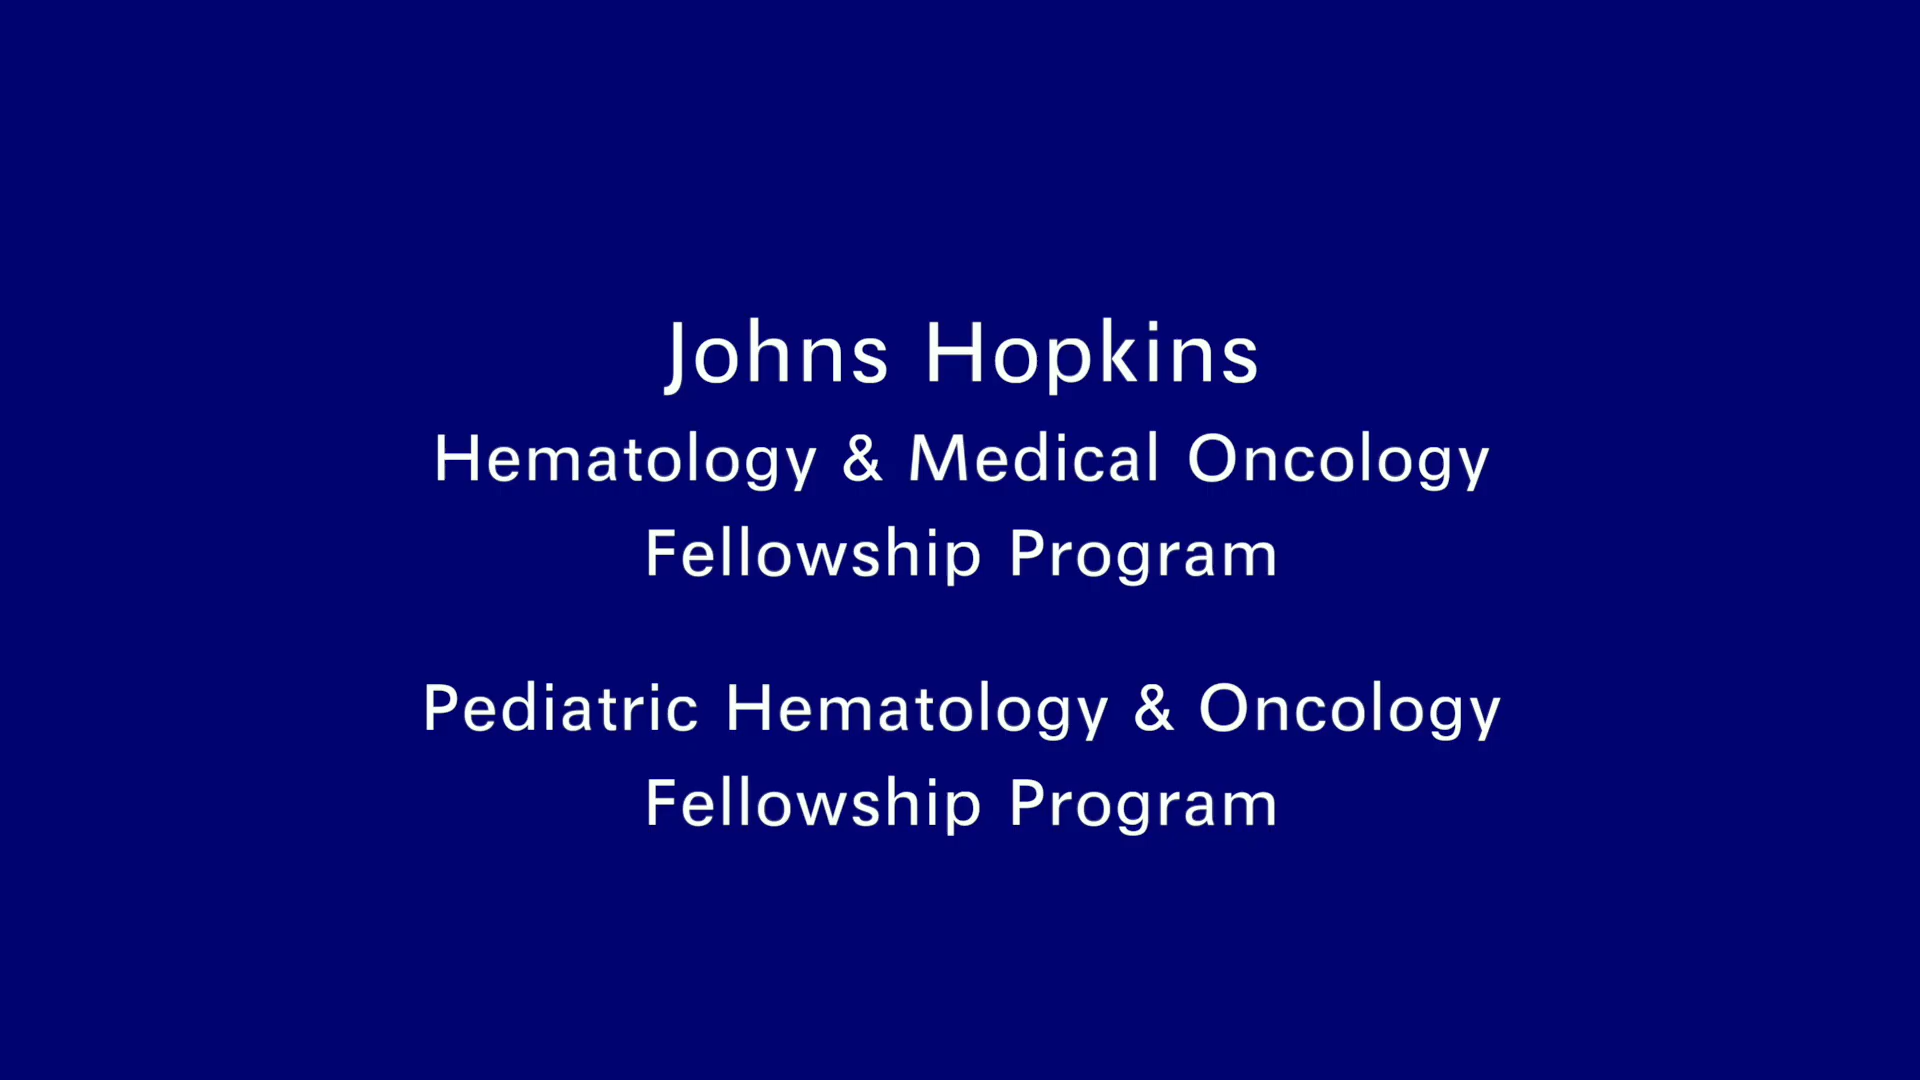 Johns Hopkins
Hematology & Medical Oncology
Fellowship Program
Pediatric Hematology & Oncology
Fellowship Program